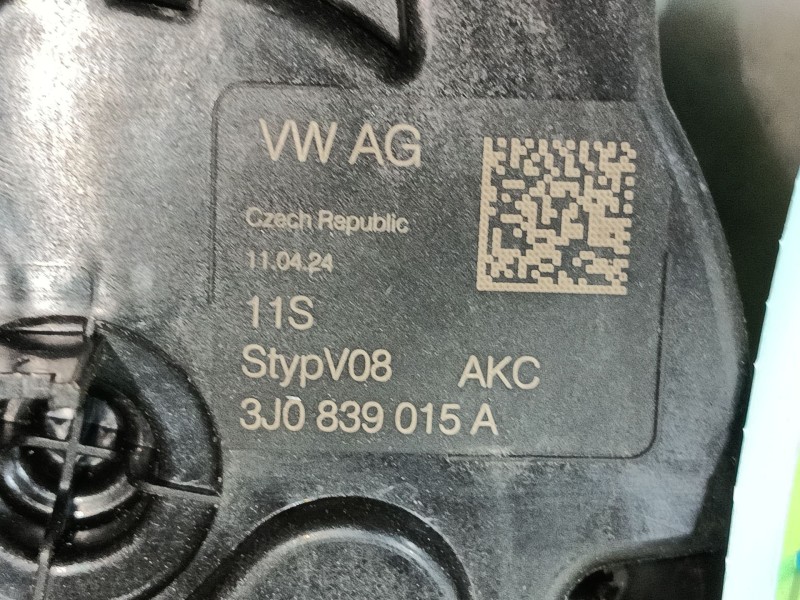 VW AG
Czech Republic
11.04.24
11S
StypV08 AKC
3J0 839 015 A